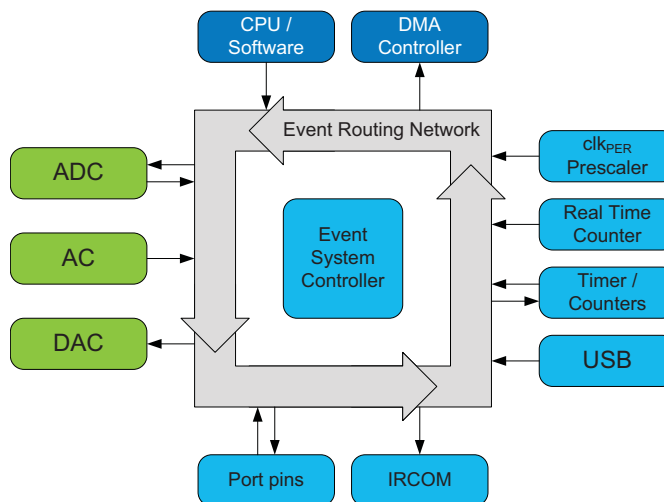 CPU /
Software
DMA
Controller
Event Routing Network
ADC
clkPER
Prescaler
Real Time
Counter
AC
Event
System
Controller
Timer /
Counters
DAC
USB
Port pins
IRCOM